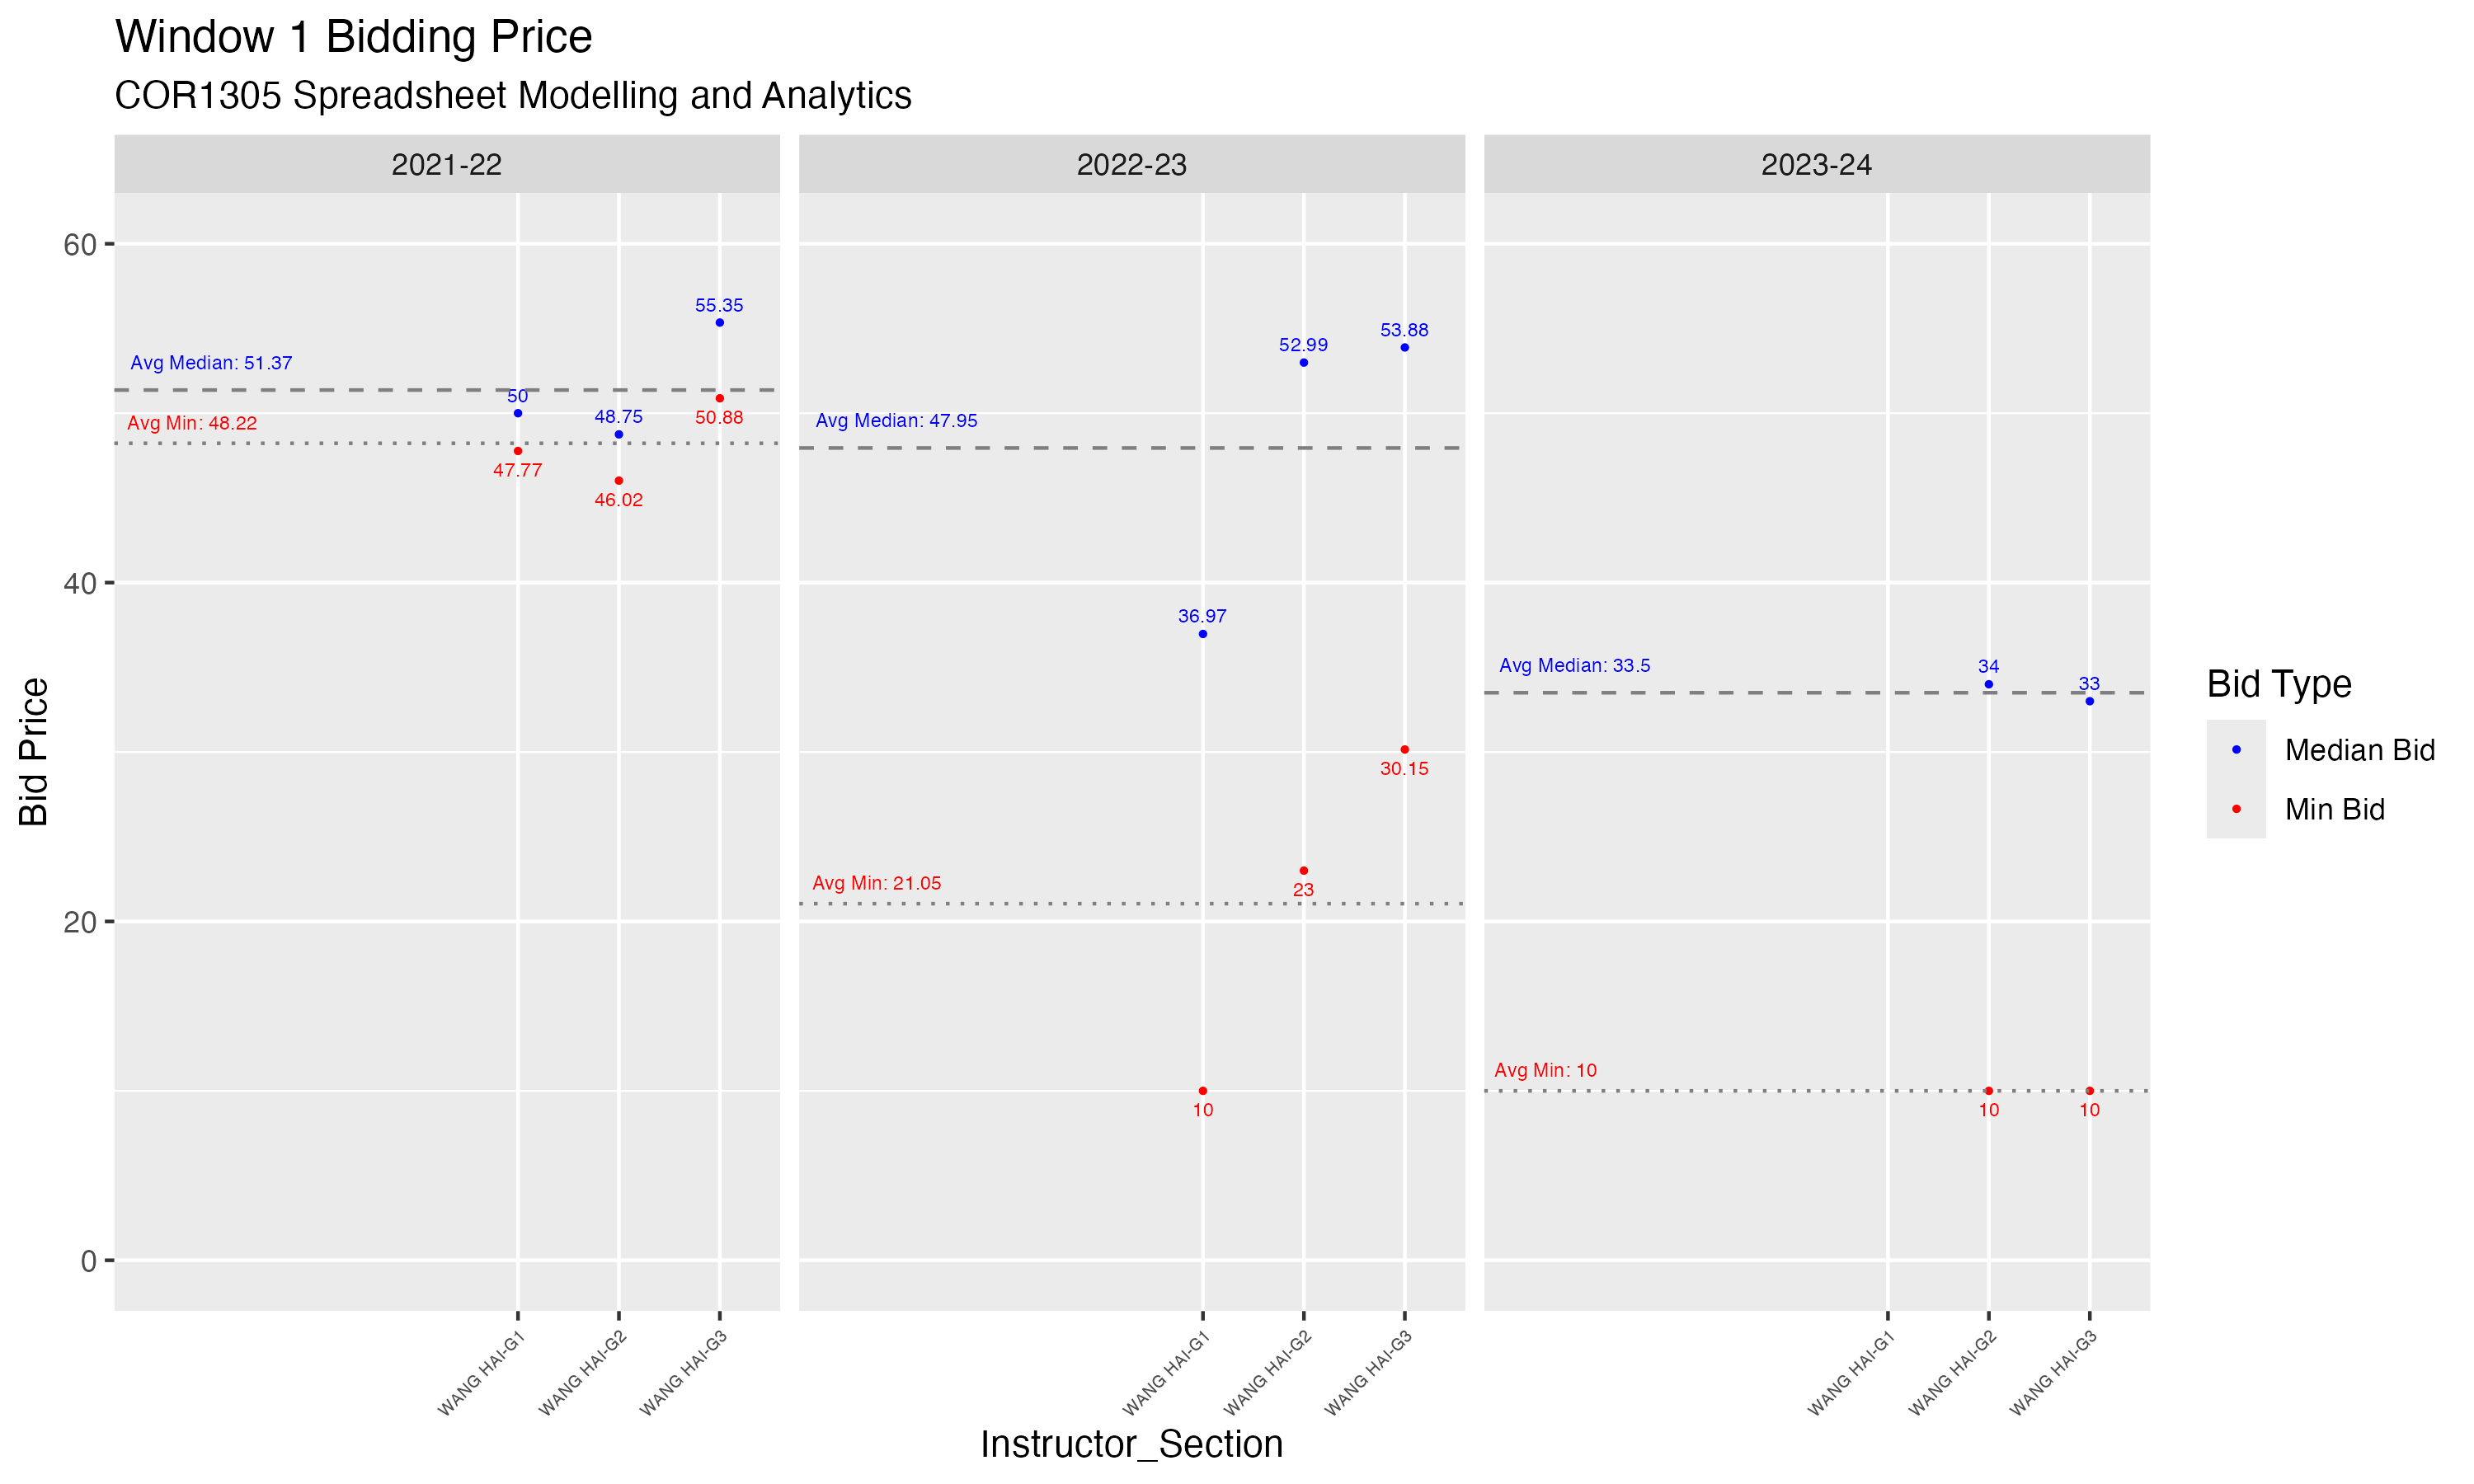 Window 1 Bidding Price
COR1305 Spreadsheet Modelling and Analytics
2021-22
2022-23
2023-24
60
40
20
0
Bid Price
Avg Median: 51.37
Avg Min: 48.22
50
48.75
55.35
47.77
46.02
50.88
Avg Median: 47.95
Avg Min: 21.05
36.97
52.99
53.88
10
23
30.15
Avg Median: 33.5
Avg Min: 10
34
33
10
10
WANG HAI-G1
WANG HAI-G2
WANG HAI-G3
WANG HAI-G1
WANG HAI-G2
WANG HAI-G3
WANG HAI-G1
WANG HAI-G2
WANG HAI-G3
Instructor_Section
Bid Type
Median Bid
Min Bid